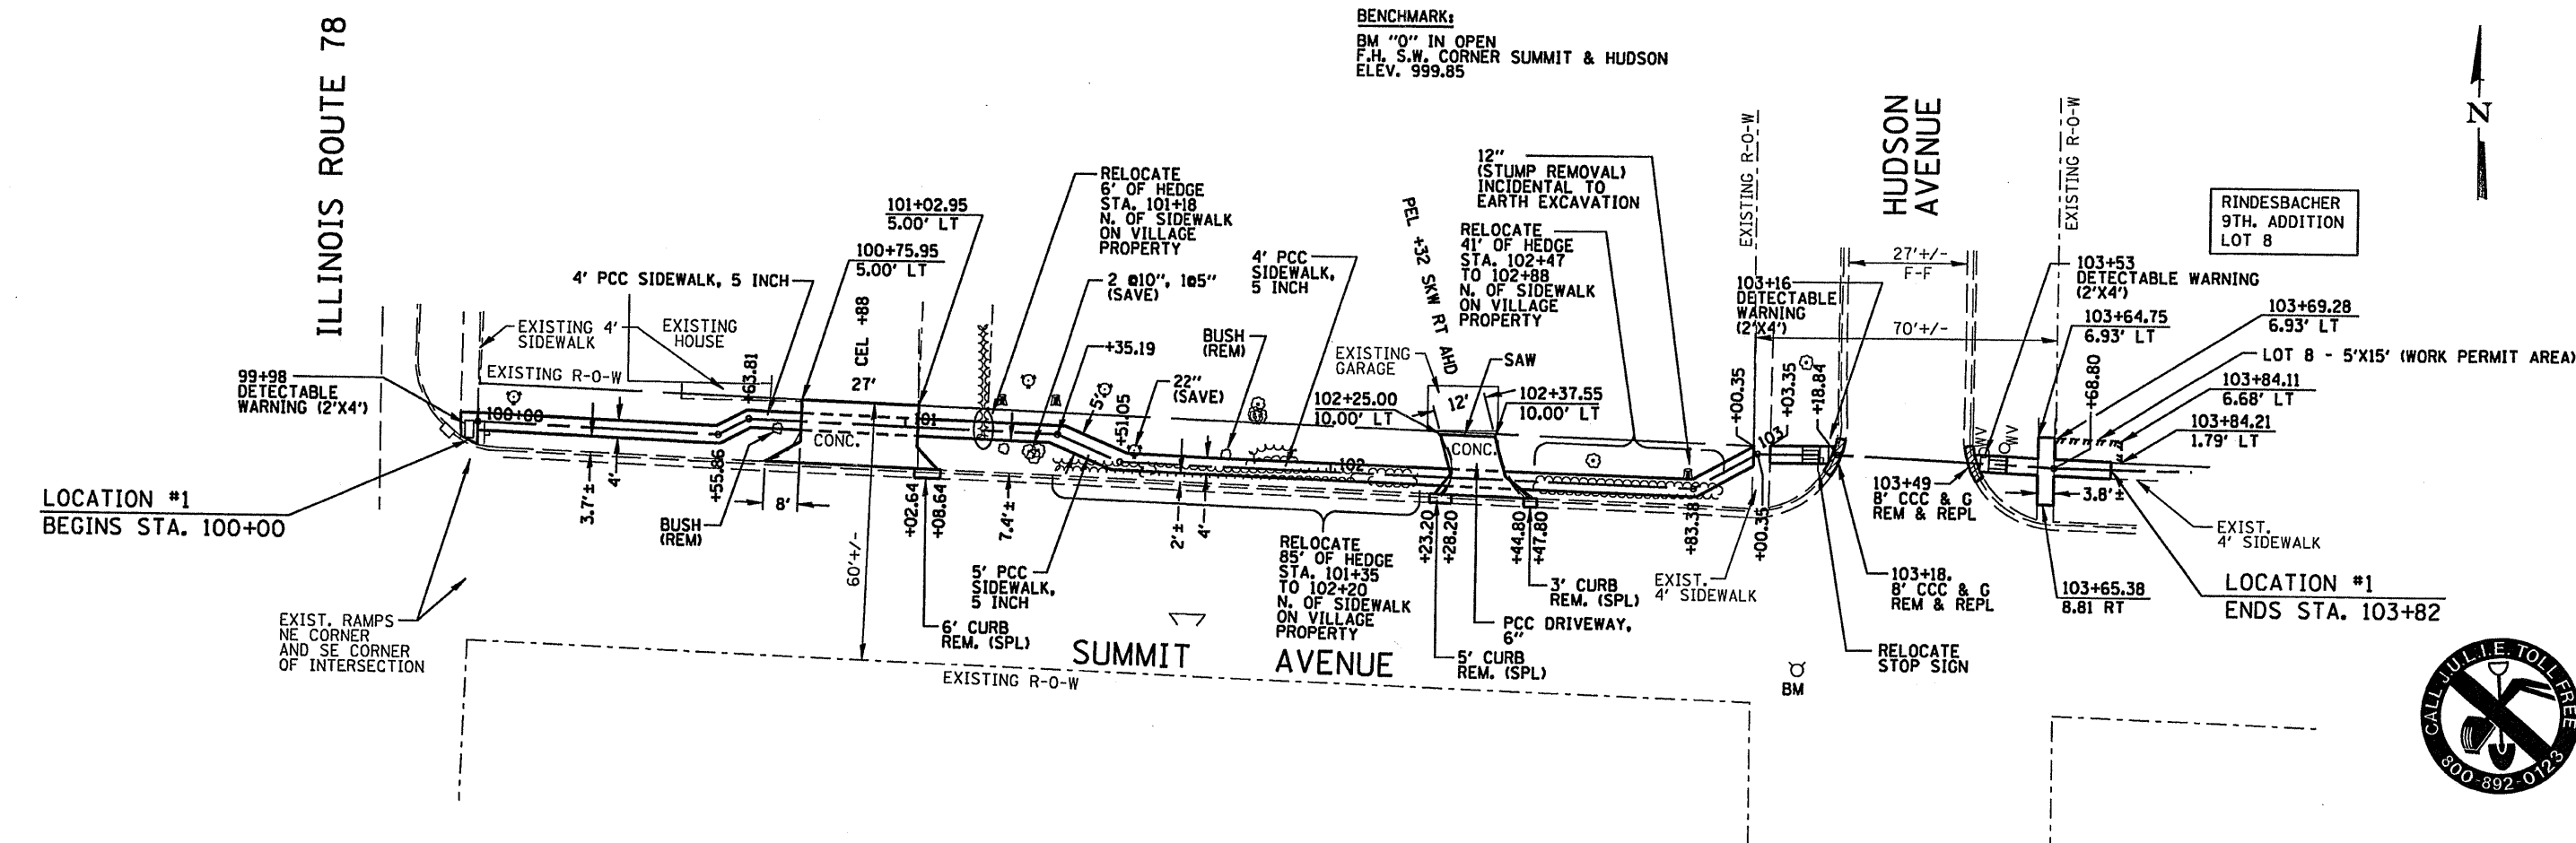 ILLINOIS ROUTE 78
BENCHMARK:
BM "O" IN OPEN
F.H. S.W. CORNER SUMMIT & HUDSON
ELEV. 999.85
N
HUDSON
AVENUE
RINDESBACHER
9TH. ADDITION
LOT 8
EXISTING R-O-W
EXISTING R-O-W
12"
(STUMP REMOVAL)
INCIDENTAL TO
EARTH EXCAVATION
RELOCATE
6' OF HEDGE
STA. 101+18
N. OF SIDEWALK
ON VILLAGE
PROPERTY
101+02.95
5.00' LT
100+75.95
5.00' LT
4' PCC SIDEWALK, 5 INCH
CEL +88
2 @10", 1@5"
(SAVE)
4' PCC
SIDEWALK,
5 INCH
PEL +32 SKW RT AHD
RELOCATE
41' OF HEDGE
STA. 102+47
TO 102+88
N. OF SIDEWALK
ON VILLAGE
PROPERTY
103+16
DETECTABLE
WARNING
(2'X4')
27'+/-
F-F
70'+/-
103+53
DETECTABLE WARNING
(2'X4')
103+64.75
6.93' LT
103+69.28
6.93' LT
LOT 8 - 5'X15' (WORK PERMIT AREA)
103+84.11
6.68' LT
103+84.21
1.79' LT
+68.80
EXISTING 4'
SIDEWALK
EXISTING
HOUSE
EXISTING R-O-W
99+98
DETECTABLE
WARNING (2'X4')
100+00
+63.81
27'
101
CONC.
+35.19
BUSH
(REM)
22"
(SAVE)
5'
+51.05
EXISTING
GARAGE
SAW
12'
102+25.00
10.00' LT
102+37.55
10.00' LT
CONC.
102
+00.35
+03.35
+18.84
103
WV
WV
LOCATION #1
BEGINS STA. 100+00
3.7'±
4'
+55.86
8'
BUSH
(REM)
60'+/-
+02.64
+08.64
7.4'±
2'±
4'
+23.20
+28.20
+44.80
+47.80
+83.38
+00.35
103+49
8' CCC & G
REM & REPL
3.8'±
EXIST.
4' SIDEWALK
EXIST. RAMPS
NE CORNER
AND SE CORNER
OF INTERSECTION
5' PCC
SIDEWALK,
5 INCH
6' CURB
REM. (SPL)
RELOCATE
85' OF HEDGE
STA. 101+35
TO 102+20
N. OF SIDEWALK
ON VILLAGE
PROPERTY
3' CURB
REM. (SPL)
PCC DRIVEWAY,
6"
5' CURB
REM. (SPL)
EXIST.
4' SIDEWALK
103+18.
8' CCC & G
REM & REPL
103+65.38
8.81 RT
LOCATION #1
ENDS STA. 103+82
RELOCATE
STOP SIGN
SUMMIT AVENUE
EXISTING R-O-W
BM
CALL J.U.L.I.E. TOLL FREE
800-892-0123